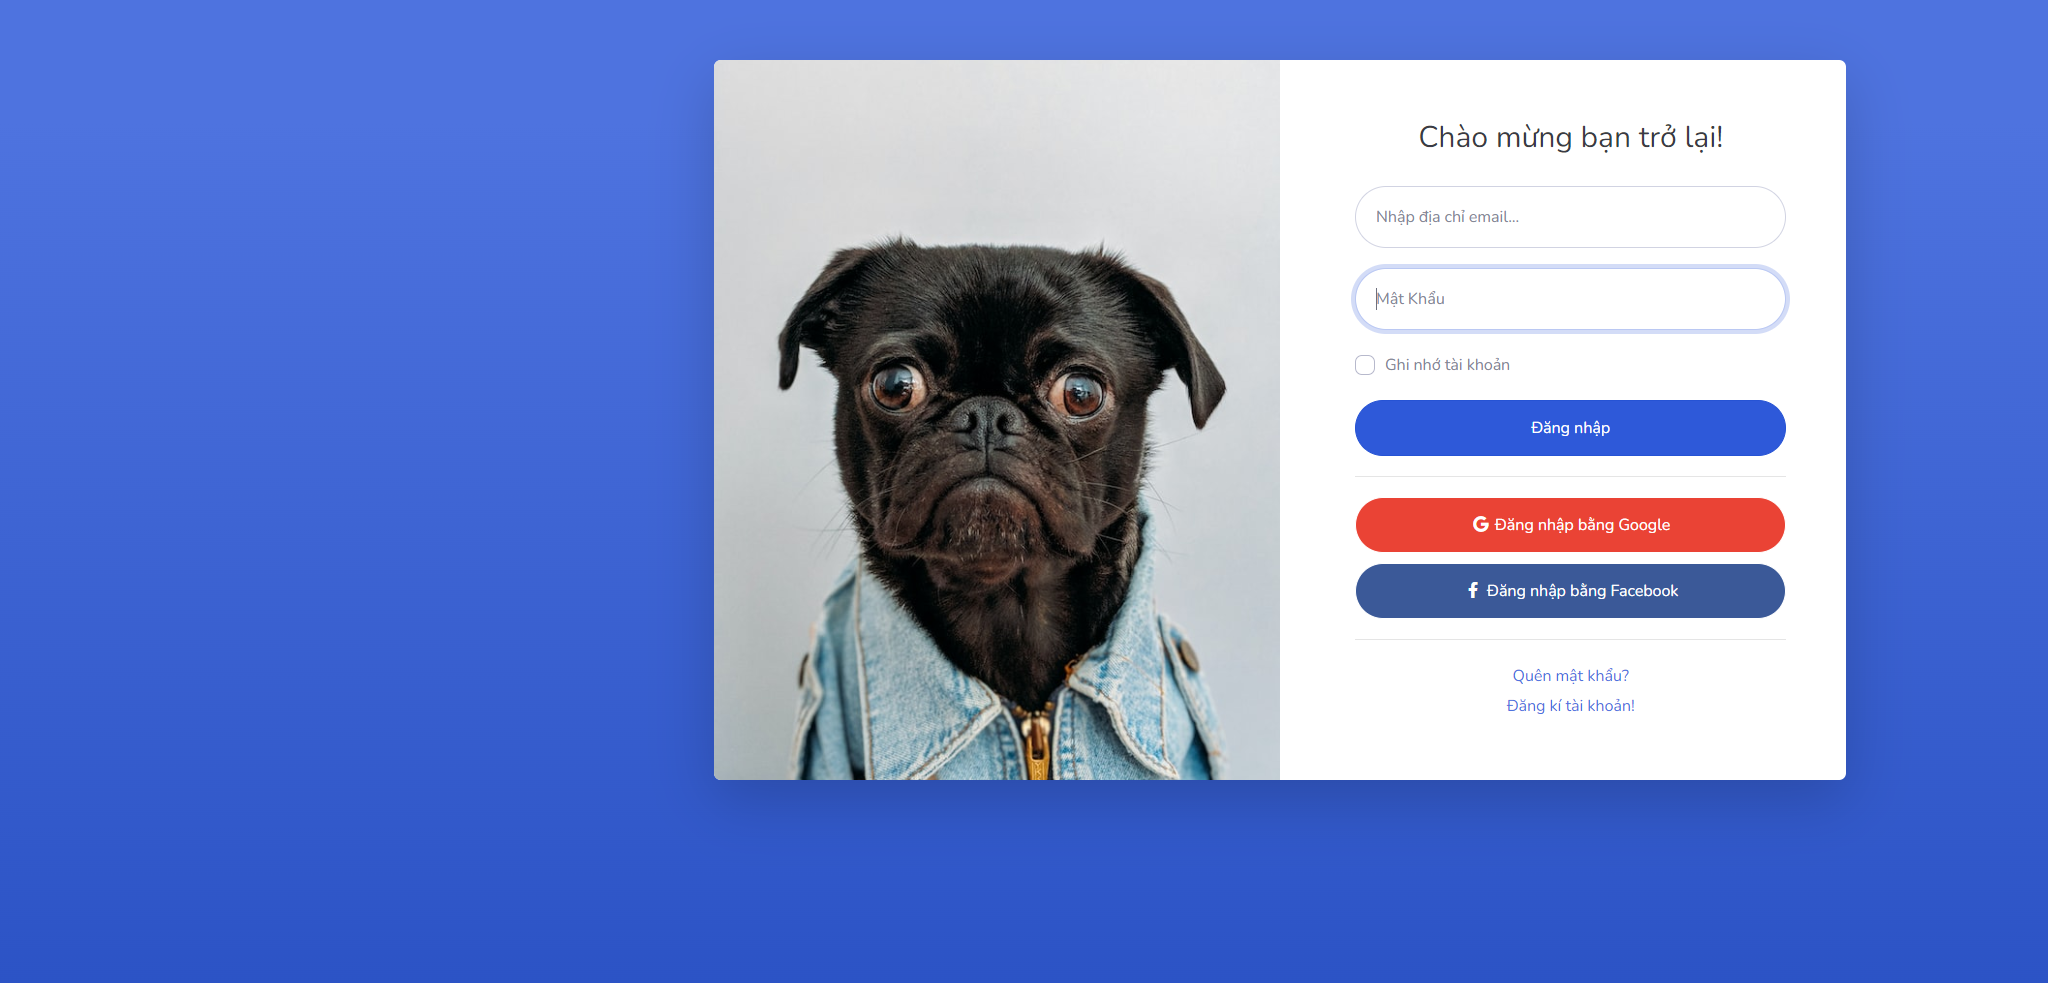 Chào mừng bạn trở lại!
Nhập địa chỉ email...
Mật Khẩu
Ghi nhớ tài khoản
Đăng nhập
Đăng nhập bằng Google
Đăng nhập bằng Facebook
Quên mật khẩu?
Đăng kí tài khoản!